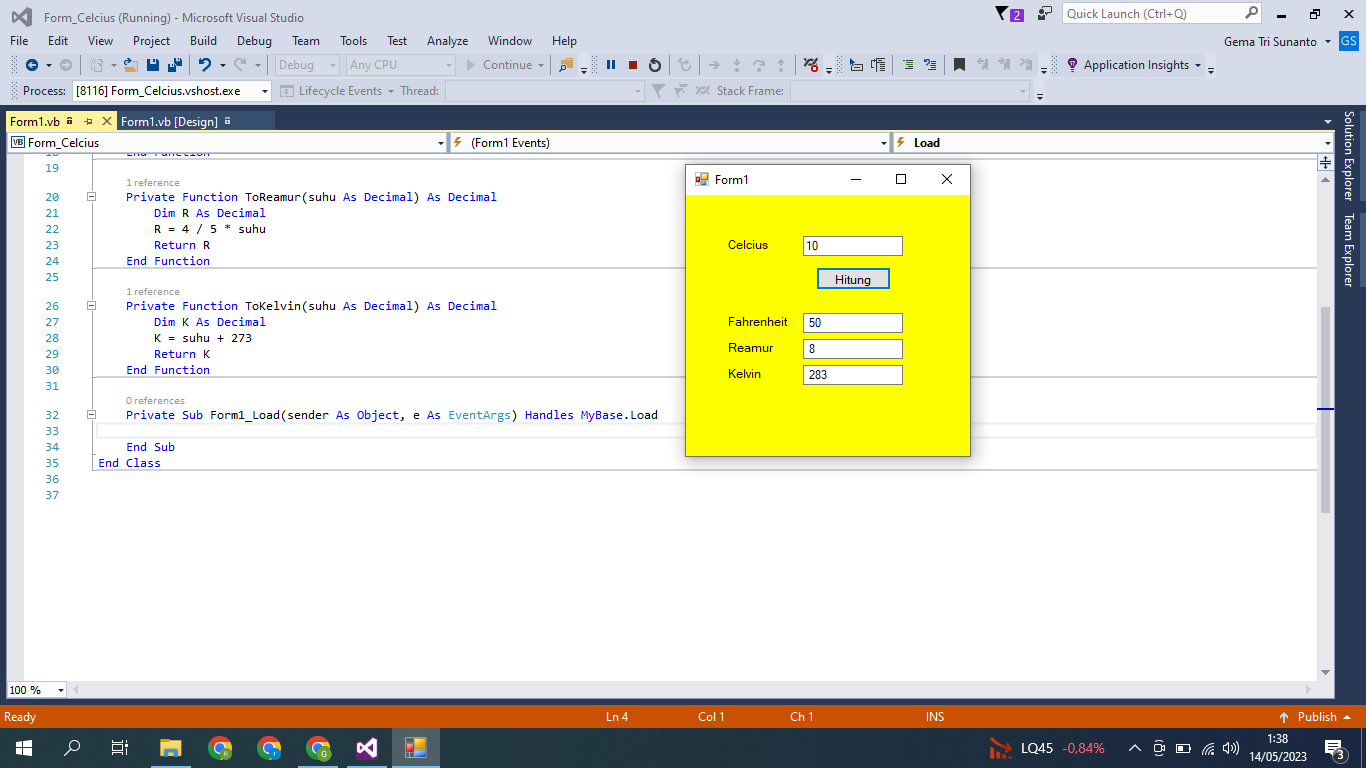 Form_Celcius (Running) - Microsoft Visual Studio
2
Quick Launch (Ctrl+Q)
File Edit View Project Build Debug Team Tools Test Analyze Window Help
Gema Tri Sunanto
GS
Debug Any CPU Continue
Application Insights
Process: [8116] Form_Celcius.vshost.exe Lifecycle Events Thread: Stack Frame:
Form1.vb Form1.vb [Design]
VB Form_Celcius (Form1 Events) Load
18 End Function
19
1 reference
20 Private Function ToReamur(suhu As Decimal) As Decimal
21 Dim R As Decimal
22 R = 4 / 5 * suhu
23 Return R
24 End Function
25
1 reference
26 Private Function ToKelvin(suhu As Decimal) As Decimal
27 Dim K As Decimal
28 K = suhu + 273
29 Return K
30 End Function
31
0 references
32 Private Sub Form1_Load(sender As Object, e As EventArgs) Handles MyBase.Load
33
34 End Sub
35 End Class
36
37
Form1
Celcius 10
Hitung
Fahrenheit 50
Reamur 8
Kelvin 283
Solution Explorer
Team Explorer
100 %
Ready Ln 4 Col 1 Ch 1 INS Publish
LQ45 -0,84%
1:38
14/05/2023
3